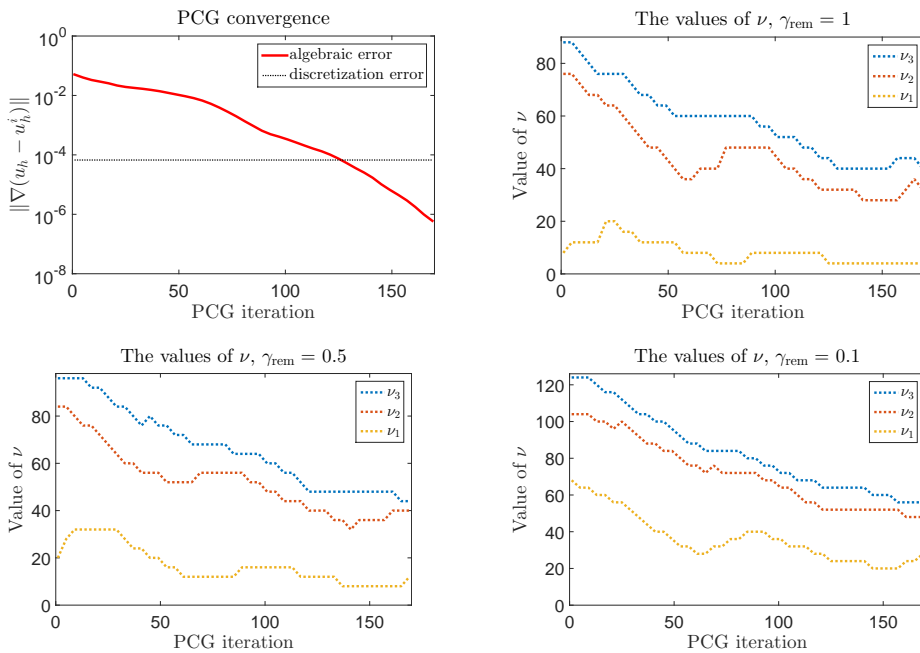 PCG convergence
10^0
10^-2
10^-4
10^-6
10^-8
‖∇(u_h − u_h^i)‖
algebraic error
discretization error
0 50 100 150
PCG iteration
The values of ν, γ_rem = 1
80
60
40
20
0
Value of ν
ν_3
ν_2
ν_1
0 50 100 150
PCG iteration
The values of ν, γ_rem = 0.5
80
60
40
20
0
Value of ν
ν_3
ν_2
ν_1
0 50 100 150
PCG iteration
The values of ν, γ_rem = 0.1
120
100
80
60
40
20
0
Value of ν
ν_3
ν_2
ν_1
0 50 100 150
PCG iteration